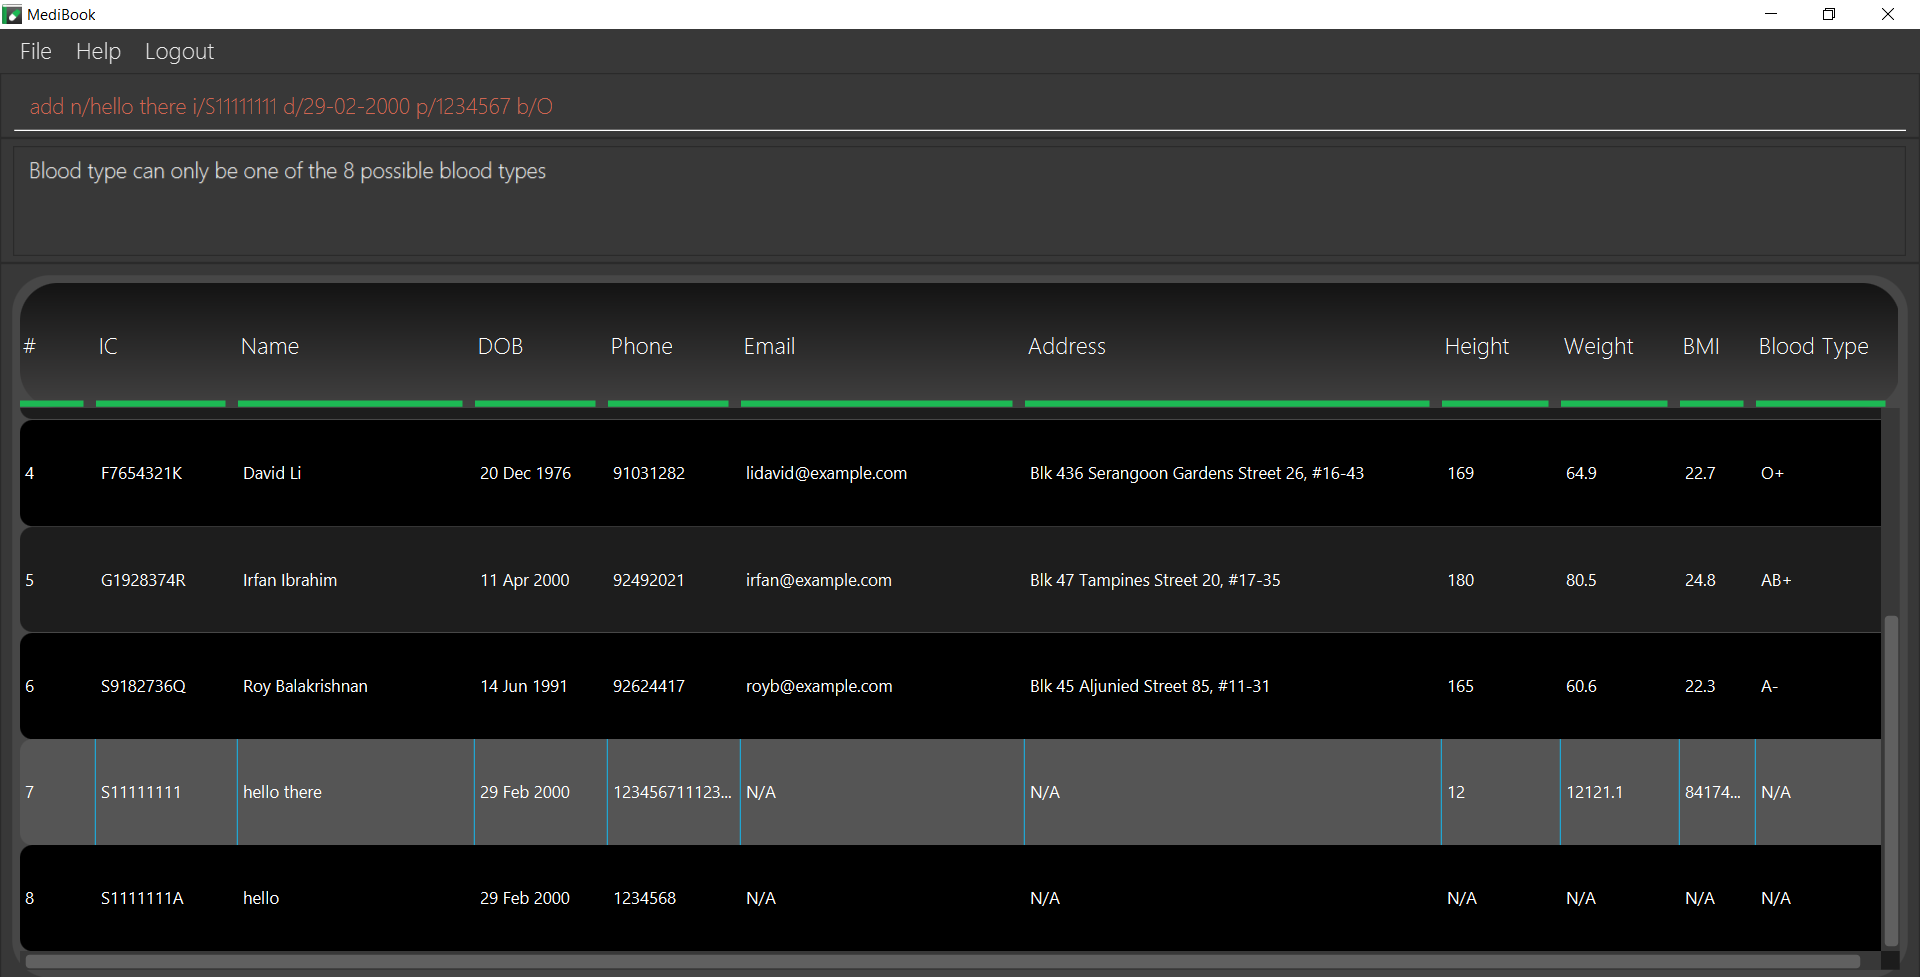 MediBook
File Help Logout
add n/hello there i/S11111111 d/29-02-2000 p/1234567 b/O
Blood type can only be one of the 8 possible blood types
# IC Name DOB Phone Email Address Height Weight BMI Blood Type
4 F7654321K David Li 20 Dec 1976 91031282 lidavid@example.com Blk 436 Serangoon Gardens Street 26, #16-43 169 64.9 22.7 O+
5 G1928374R Irfan Ibrahim 11 Apr 2000 92492021 irfan@example.com Blk 47 Tampines Street 20, #17-35 180 80.5 24.8 AB+
6 S9182736Q Roy Balakrishnan 14 Jun 1991 92624417 royb@example.com Blk 45 Aljunied Street 85, #11-31 165 60.6 22.3 A-
7 S11111111 hello there 29 Feb 2000 123456711123... N/A N/A 12 12121.1 84174... N/A
8 S1111111A hello 29 Feb 2000 1234568 N/A N/A N/A N/A N/A N/A